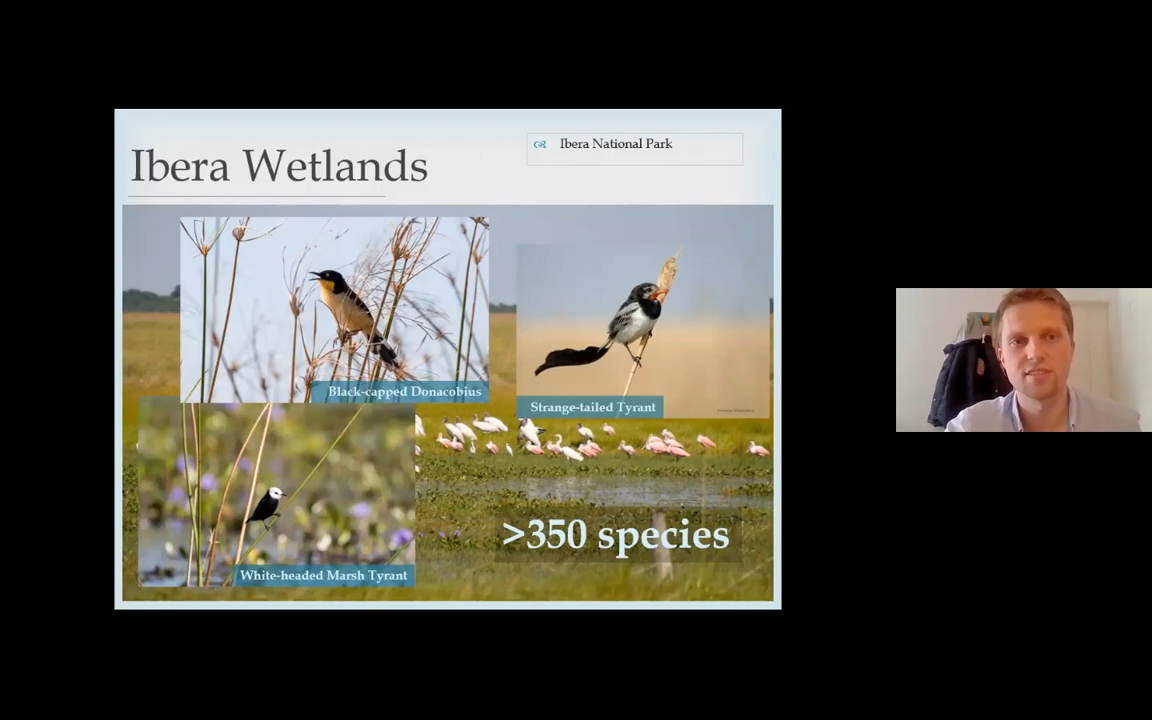 Ibera Wetlands
Ibera National Park
Black-capped Donacobius
Strange-tailed Tyrant
>350 species
White-headed Marsh Tyrant